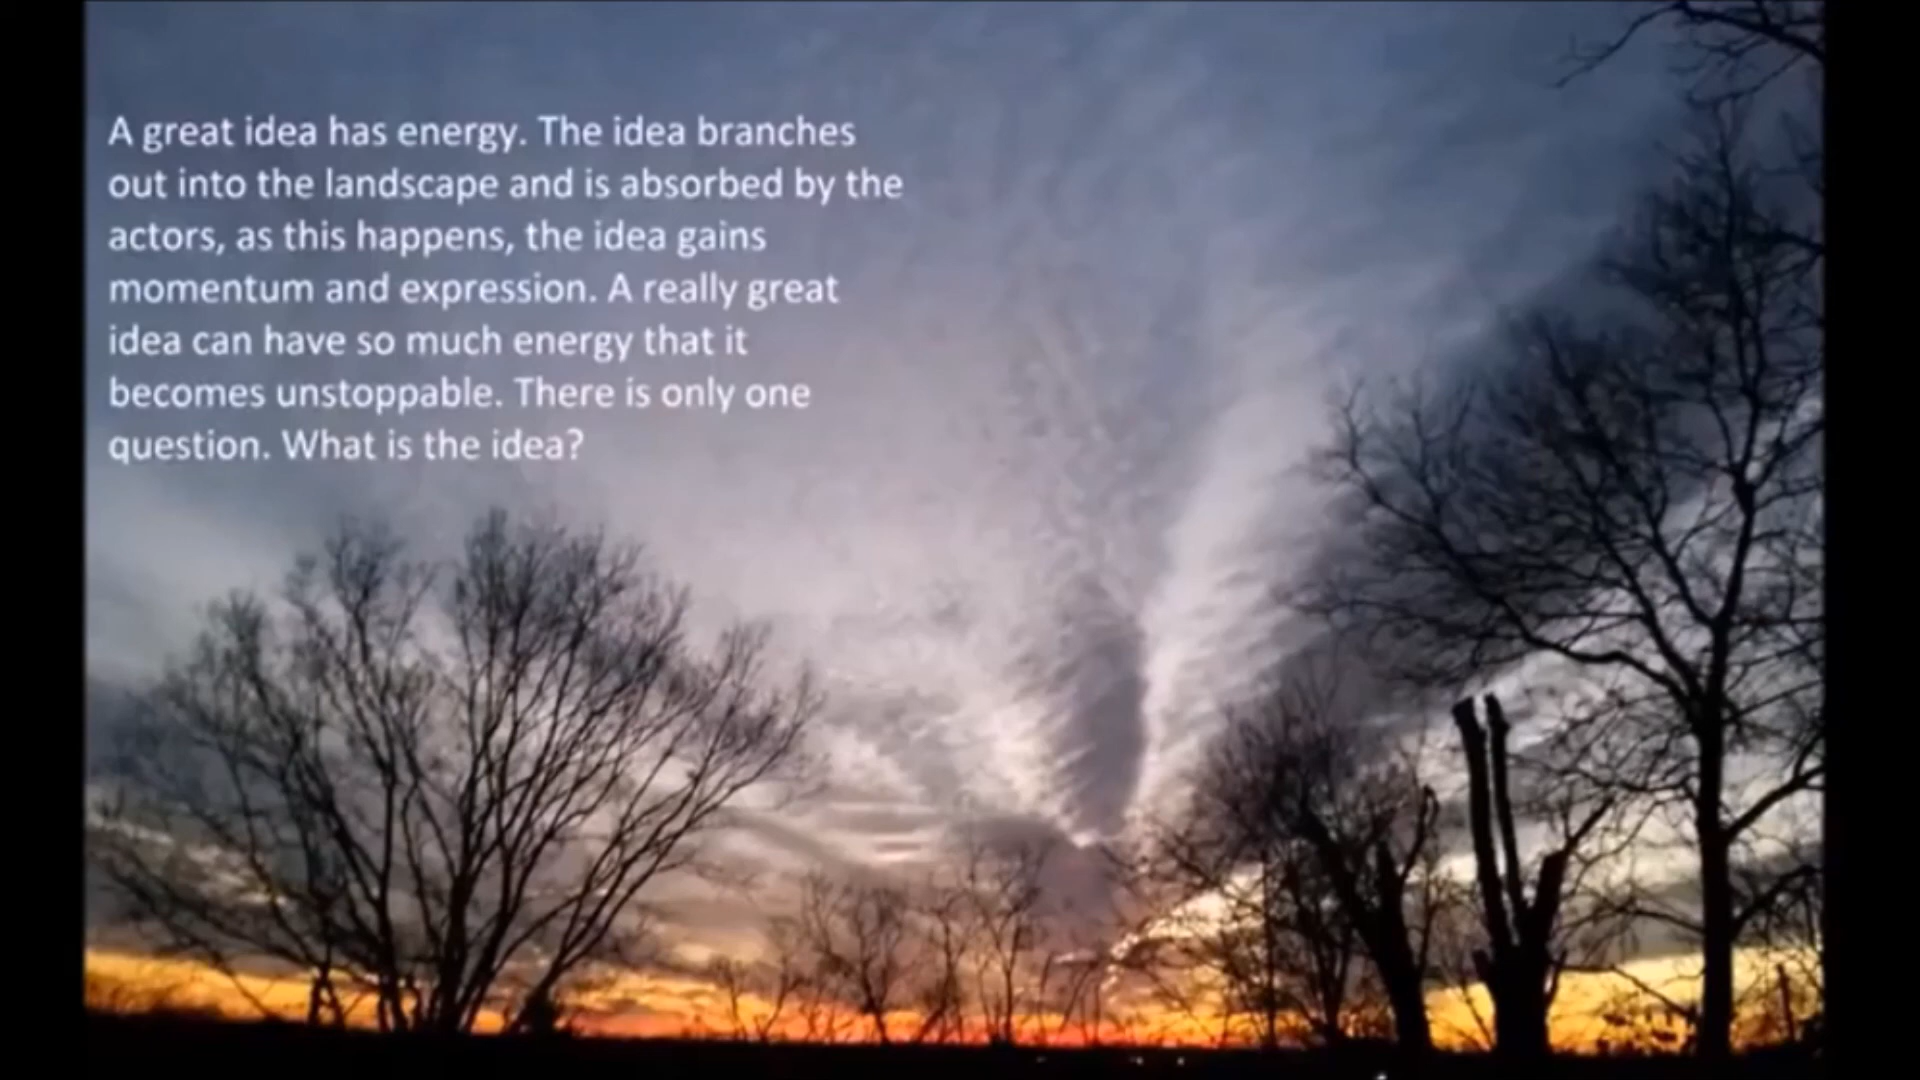 A great idea has energy. The idea branches
out into the landscape and is absorbed by the
actors, as this happens, the idea gains
momentum and expression. A really great
idea can have so much energy that it
becomes unstoppable. There is only one
question. What is the idea?